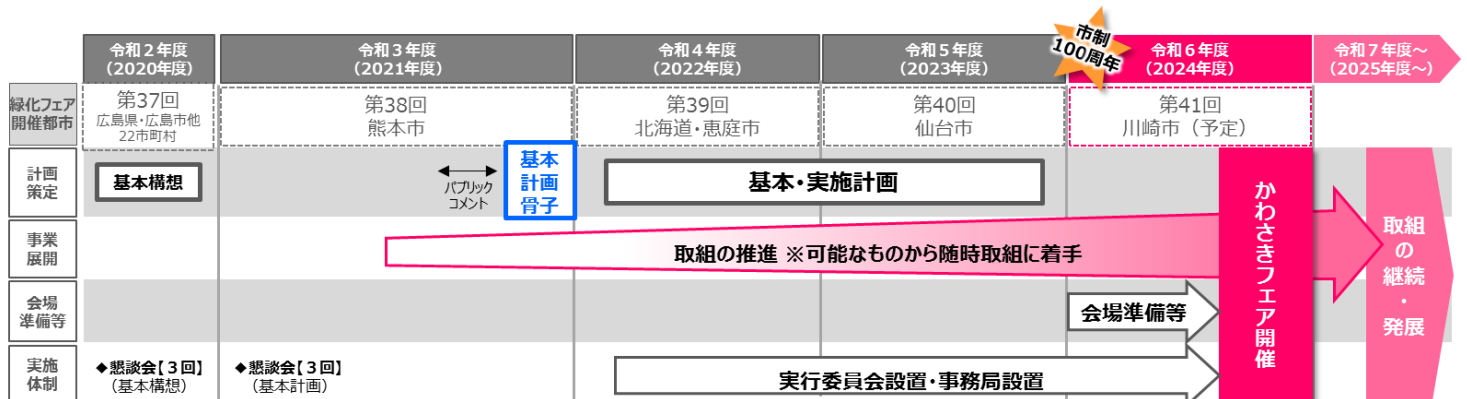 市制
100周年
令和２年度
（2020年度）
令和３年度
（2021年度）
令和４年度
（2022年度）
令和５年度
（2023年度）
令和６年度
（2024年度）
令和７年度～
（2025年度～）
緑化フェア
開催都市
第37回
広島県・広島市他
22市町村
第38回
熊本市
第39回
北海道・恵庭市
第40回
仙台市
第41回
川崎市（予定）
計画
策定
基本構想
パブリック
コメント
基本
計画
骨子
基本・実施計画
事業
展開
取組の推進 ※可能なものから随時取組に着手
会場
準備等
会場準備等
実施
体制
◆懇談会【３回】
（基本構想）
◆懇談会【３回】
（基本計画）
実行委員会設置・事務局設置
かわさきフェア開催
取組
の
継続
・
発展